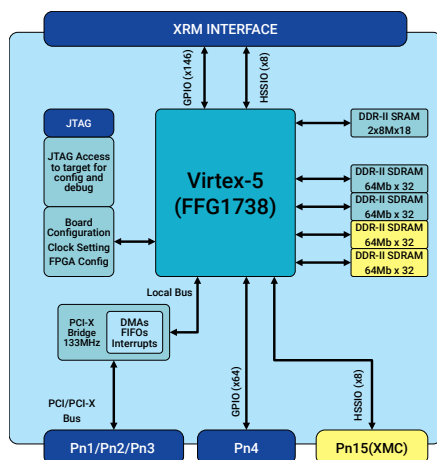 XRM INTERFACE
GPIO (x146)
HSSIO (x8)
JTAG
JTAG Access
to target for
config and
debug
Board
Configuration
Clock Setting
FPGA Config
Virtex-5
(FFG1738)
DDR-II SRAM
2x8Mx18
DDR-II SDRAM
64Mb x 32
DDR-II SDRAM
64Mb x 32
DDR-II SDRAM
64Mb x 32
DDR-II SDRAM
64Mb x 32
Local Bus
PCI-X
Bridge
133MHz
DMAs
FIFOs
Interrupts
PCI/PCI-X
Bus
GPIO (x64)
HSSIO (x8)
Pn1/Pn2/Pn3
Pn4
Pn15(XMC)